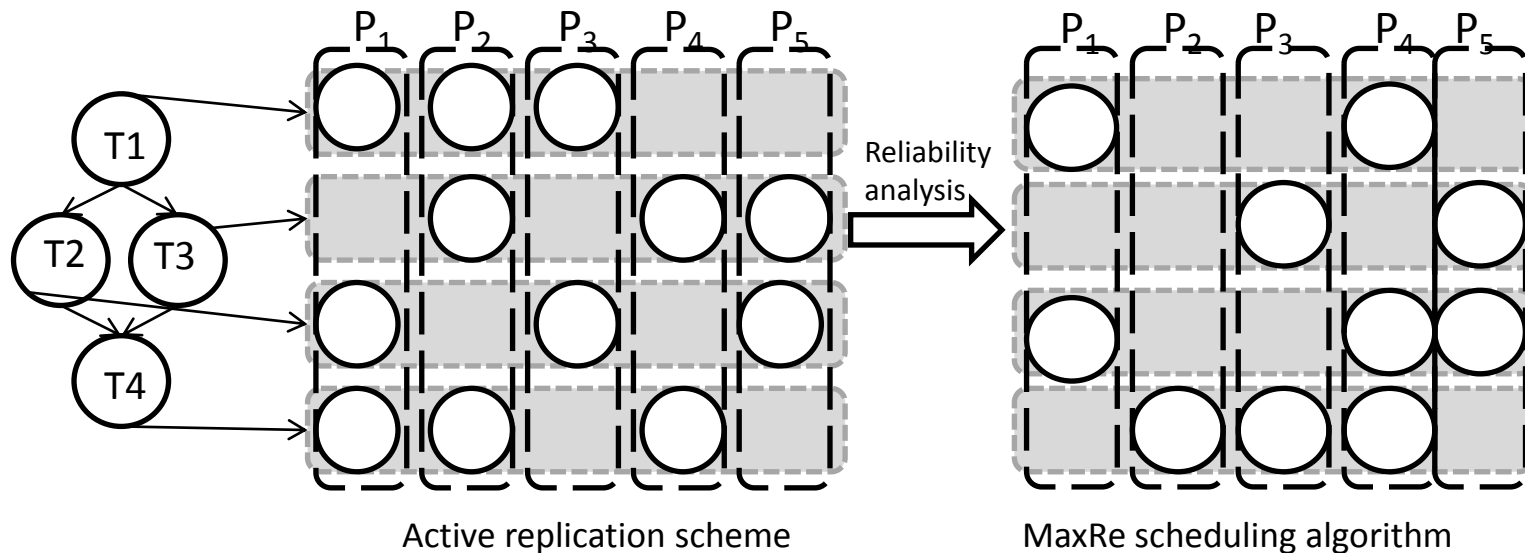 P1 P2 P3 P4 P5
P1 P2 P3 P4 P5
T1
T2 T3
T4
Reliability
analysis
Active replication scheme
MaxRe scheduling algorithm